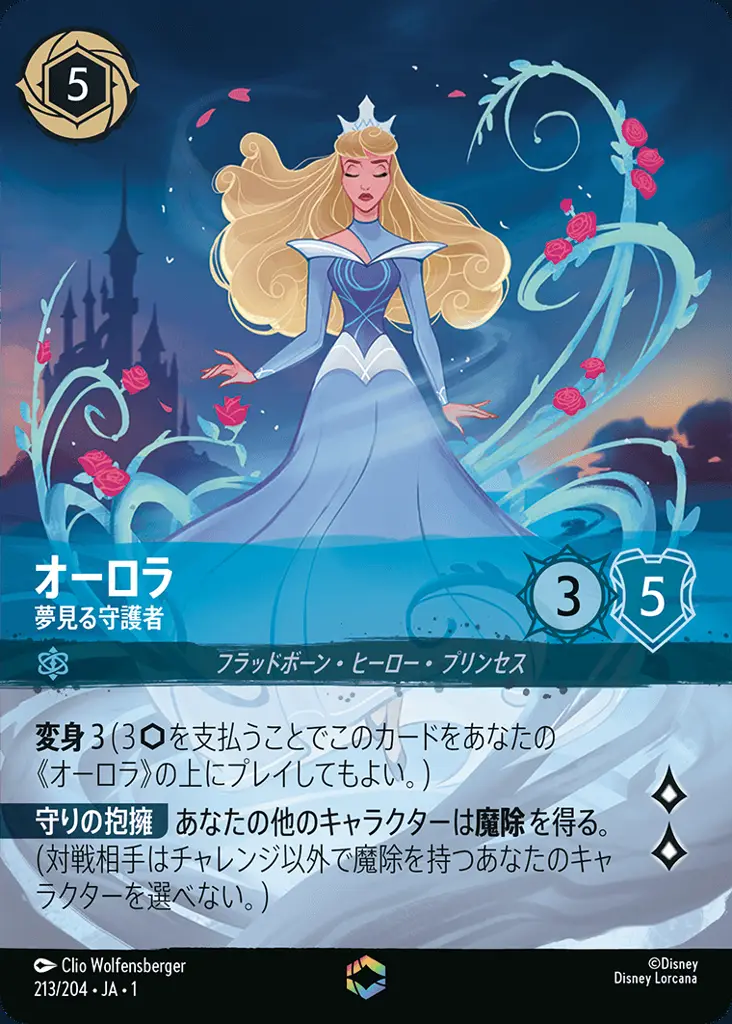 5
オーロラ
夢見る守護者
3
5
フラッドボーン・ヒーロー・プリンセス
変身 3 (3⬡を支払うことでこのカードをあなたの
《オーロラ》の上にプレイしてもよい。)
守りの抱擁 あなたの他のキャラクターは魔除を得る。
(対戦相手はチャレンジ以外で魔除を持つあなたのキャ
ラクターを選べない。)
Clio Wolfensberger
©Disney
213/204 • JA • 1
Disney Lorcana